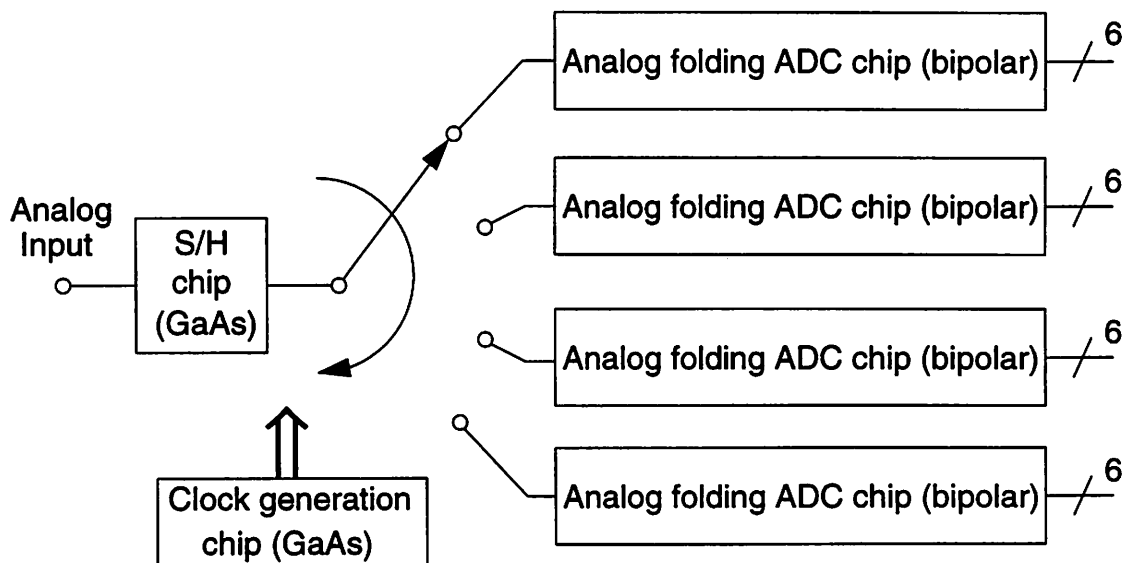 Analog folding ADC chip (bipolar) 6
Analog folding ADC chip (bipolar) 6
Analog
Input
S/H
chip
(GaAs)
Analog folding ADC chip (bipolar) 6
Analog folding ADC chip (bipolar) 6
Clock generation
chip (GaAs)